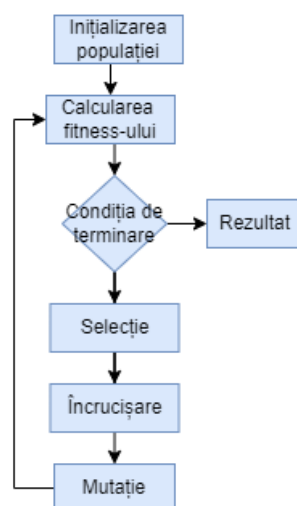 Inițializarea
populației
Calcularea
fitness-ului
Condiția de
terminare
Rezultat
Selecție
Încrucișare
Mutație